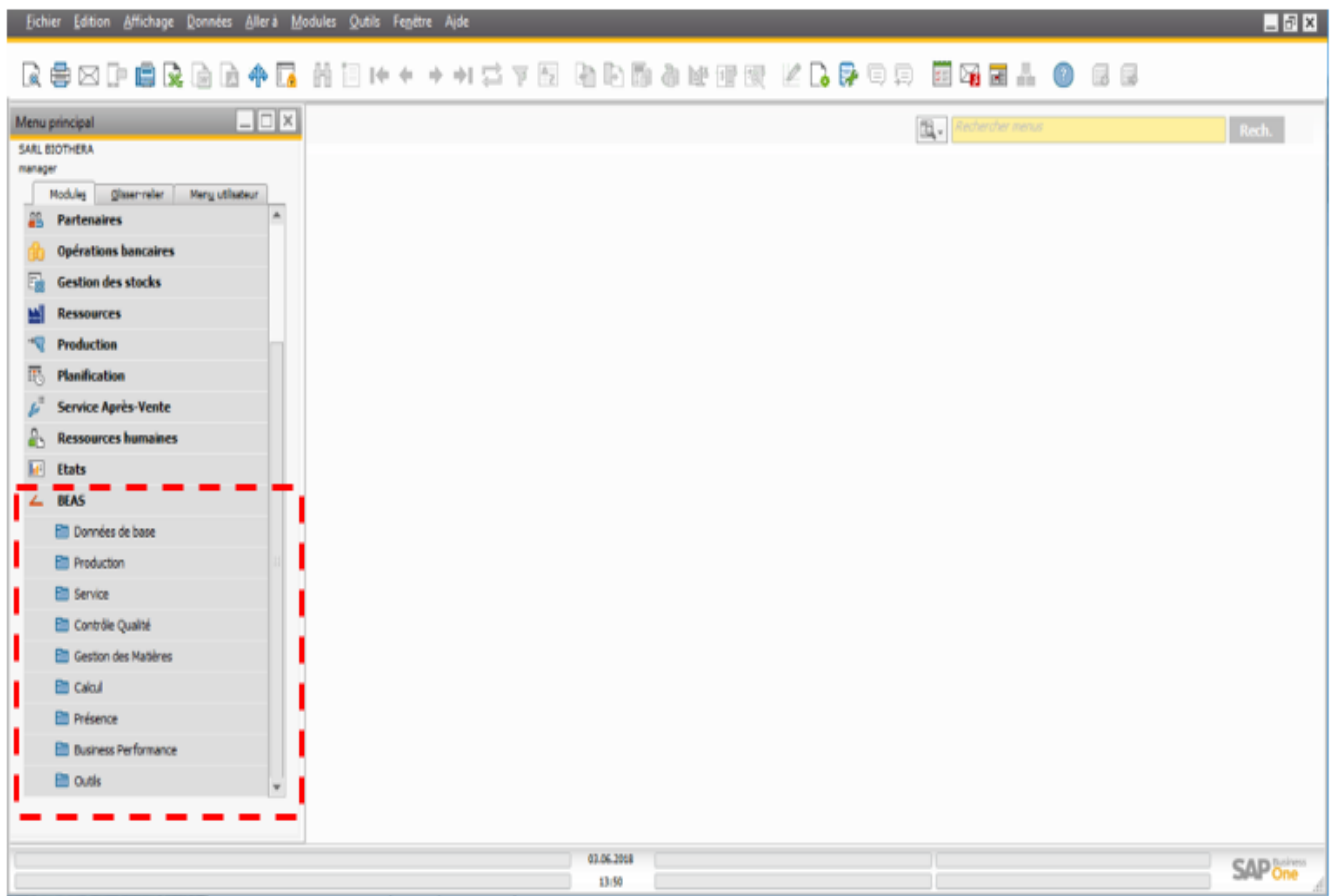 Fichier Edition Affichage Données Aller à Modules Outils Fenêtre Aide
Menu principal
Rechercher menus
Rech.
SARL BIOTHERA
manager
Modules Glisser-relier Menu utilisateur
Partenaires
Opérations bancaires
Gestion des stocks
Ressources
Production
Planification
Service Après-Vente
Ressources humaines
Etats
BEAS
Données de base
Production
Service
Contrôle Qualité
Gestion des Matières
Calcul
Présence
Business Performance
Outils
03.06.2018
13:50
SAP Business One